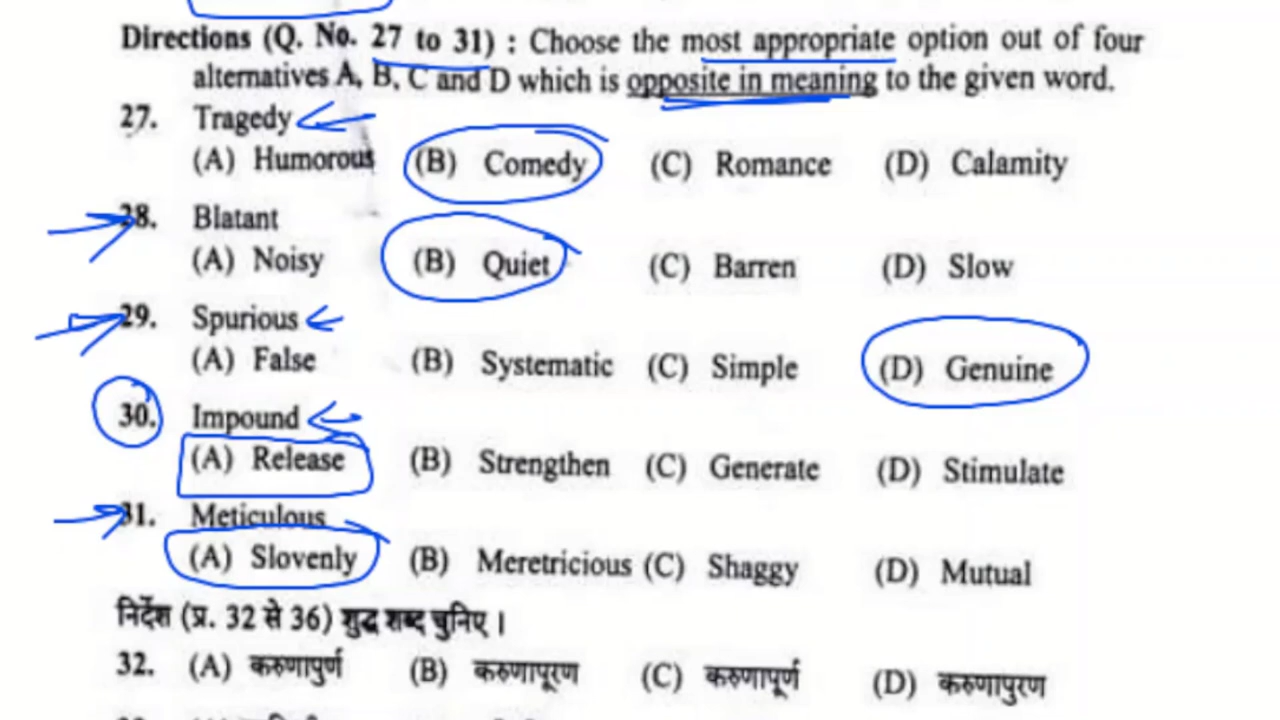 Directions (Q. No. 27 to 31) : Choose the most appropriate option out of four
alternatives A, B, C and D which is opposite in meaning to the given word.
27. Tragedy
(A) Humorous (B) Comedy (C) Romance (D) Calamity
28. Blatant
(A) Noisy (B) Quiet (C) Barren (D) Slow
29. Spurious
(A) False (B) Systematic (C) Simple (D) Genuine
30. Impound
(A) Release (B) Strengthen (C) Generate (D) Stimulate
31. Meticulous
(A) Slovenly (B) Meretricious (C) Shaggy (D) Mutual
निर्देश (प्र. 32 से 36) शुद्ध शब्द चुनिए ।
32. (A) करुणापुर्ण (B) करुणापूरण (C) करुणापूर्ण (D) करुणापुरण